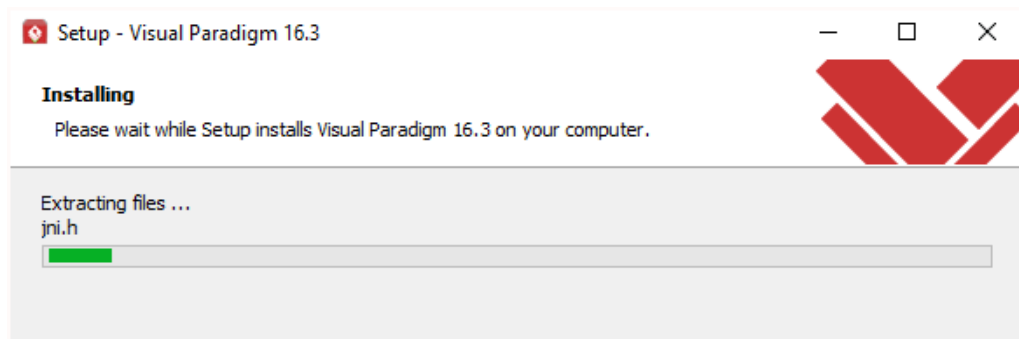 Setup - Visual Paradigm 16.3
Installing
Please wait while Setup installs Visual Paradigm 16.3 on your computer.
Extracting files ...
jni.h